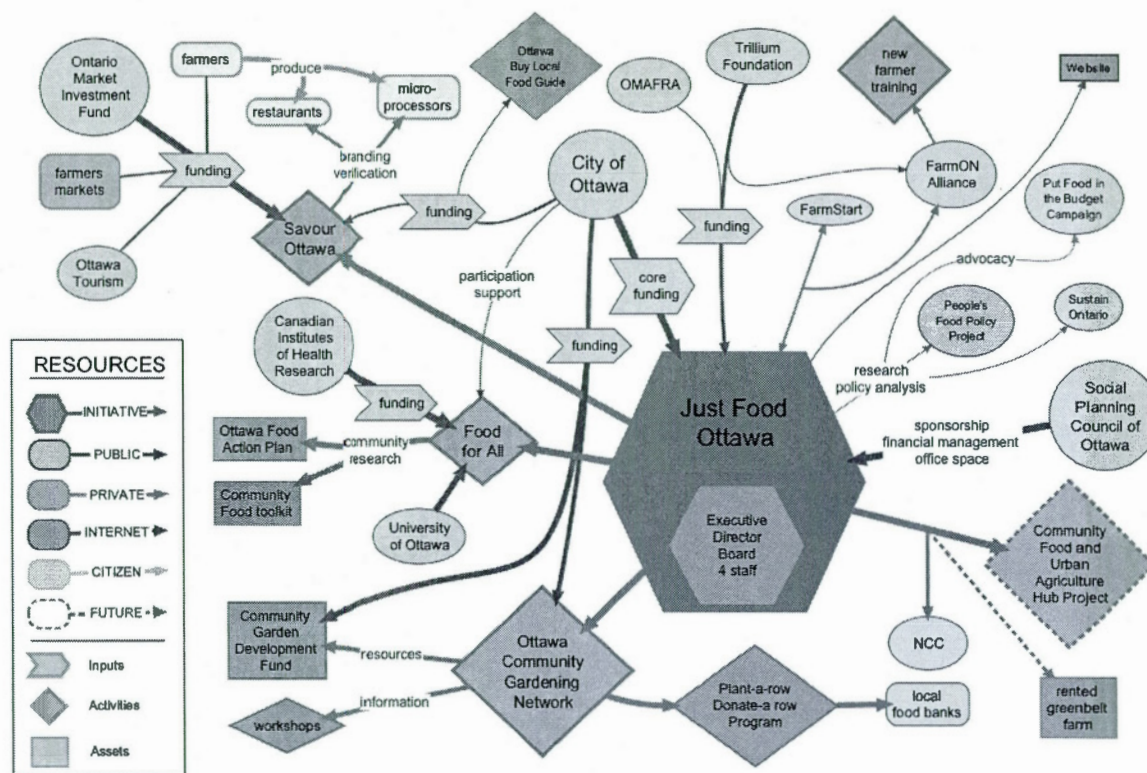 Ontario
Market
Investment
Fund
farmers
produce
restaurants
micro-
processors
Ottawa
Buy Local
Food Guide
OMAFRA
Trillium
Foundation
new
farmer
training
Website
farmers
markets
funding
branding
verification
funding
City of
Ottawa
funding
FarmStart
FarmON
Alliance
Put Food in
the Budget
Campaign
Savour
Ottawa
Ottawa
Tourism
participation
support
core
funding
advocacy
People's
Food Policy
Project
Sustain
Ontario
Canadian
Institutes
of Health
Research
funding
funding
research
policy analysis
Just Food
Ottawa
Social
Planning
Council of
Ottawa
sponsorship
financial management
office space
Ottawa Food
Action Plan
community
research
Food
for All
Community
Food toolkit
University
of Ottawa
Executive
Director
Board
4 staff
Community
Food and
Urban
Agriculture
Hub Project
Community
Garden
Development
Fund
resources
information
workshops
Ottawa
Community
Gardening
Network
Plant-a-row
Donate-a row
Program
local
food banks
NCC
rented
greenbelt
farm
RESOURCES
INITIATIVE
PUBLIC
PRIVATE
INTERNET
CITIZEN
FUTURE
Inputs
Activities
Assets